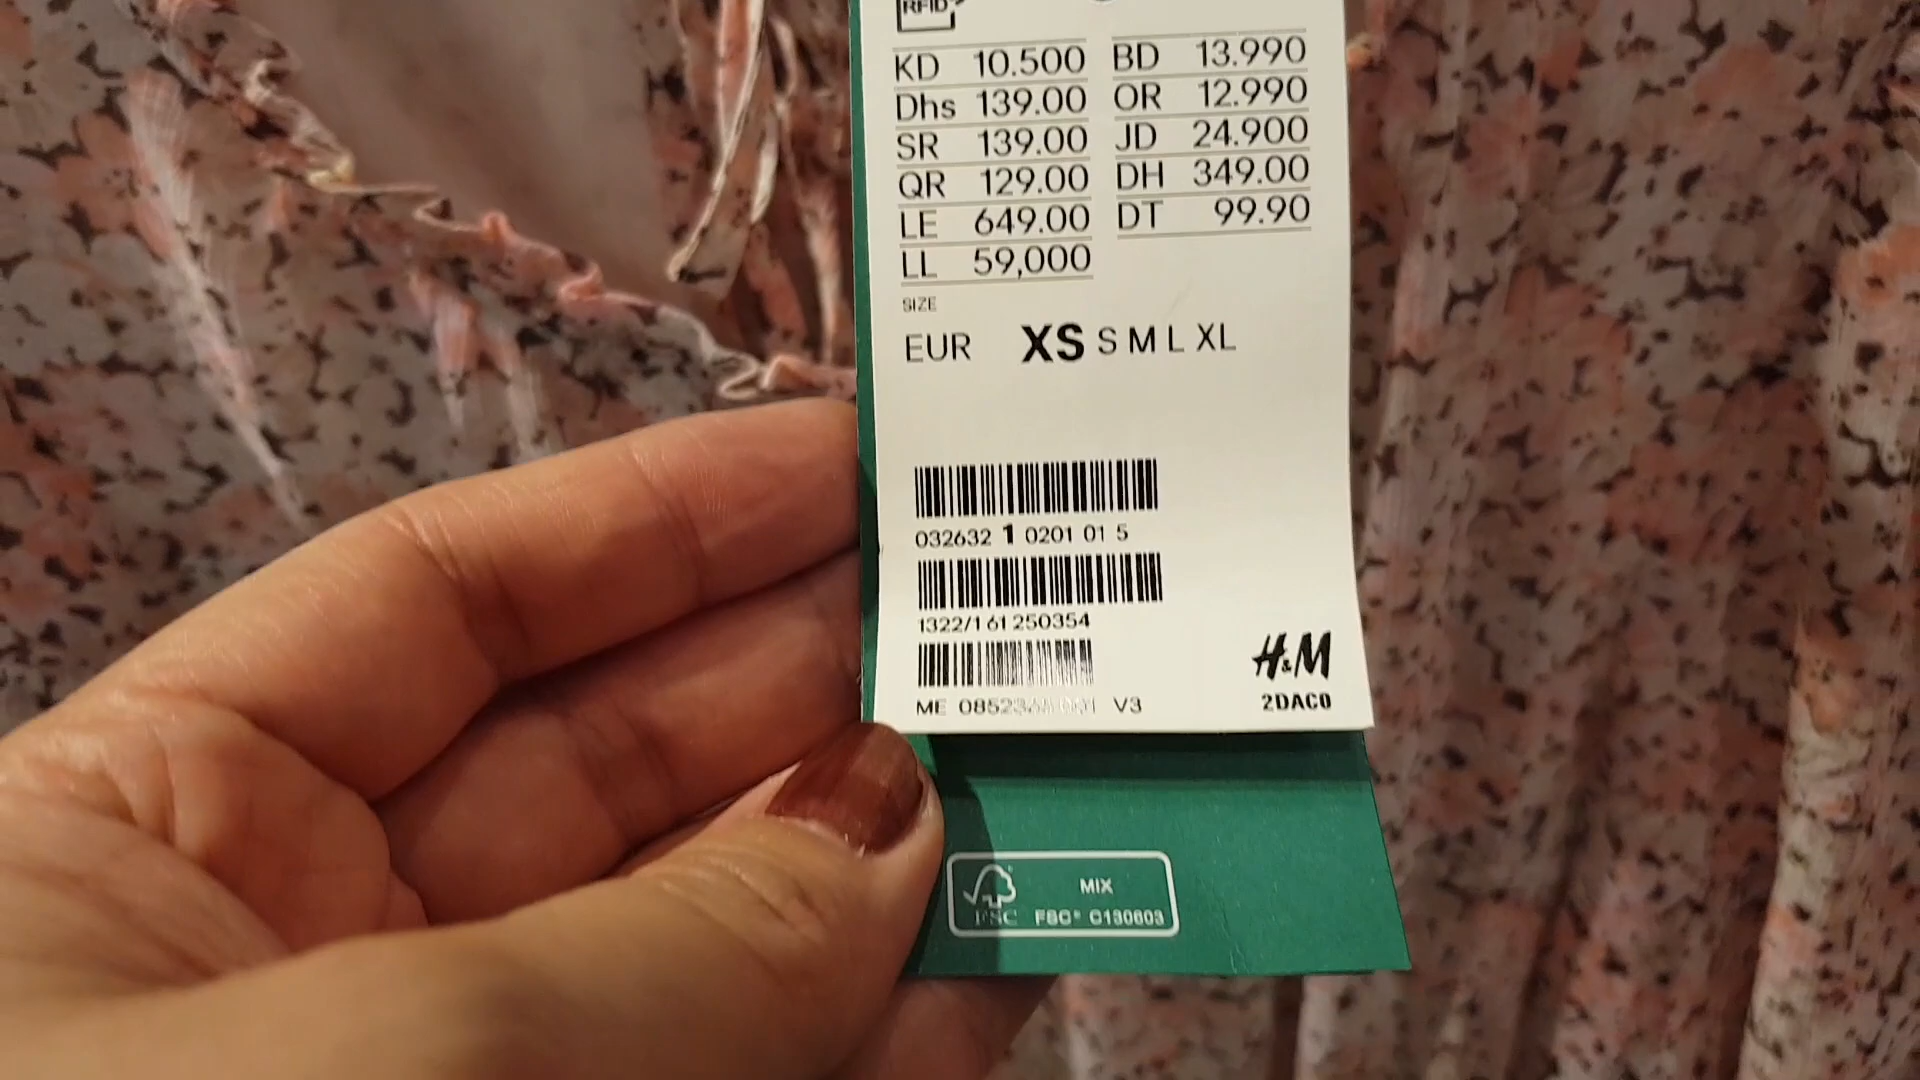 RFID
KD 10.500 BD 13.990
Dhs 139.00 OR 12.990
SR 139.00 JD 24.900
QR 129.00 DH 349.00
LE 649.00 DT 99.90
LL 59,000
SIZE
EUR XS S M L XL
032632 1 0201 01 5
1322/1 61 250354
H&M
ME V3
2DAC0
MIX
FSC FSC® C130603